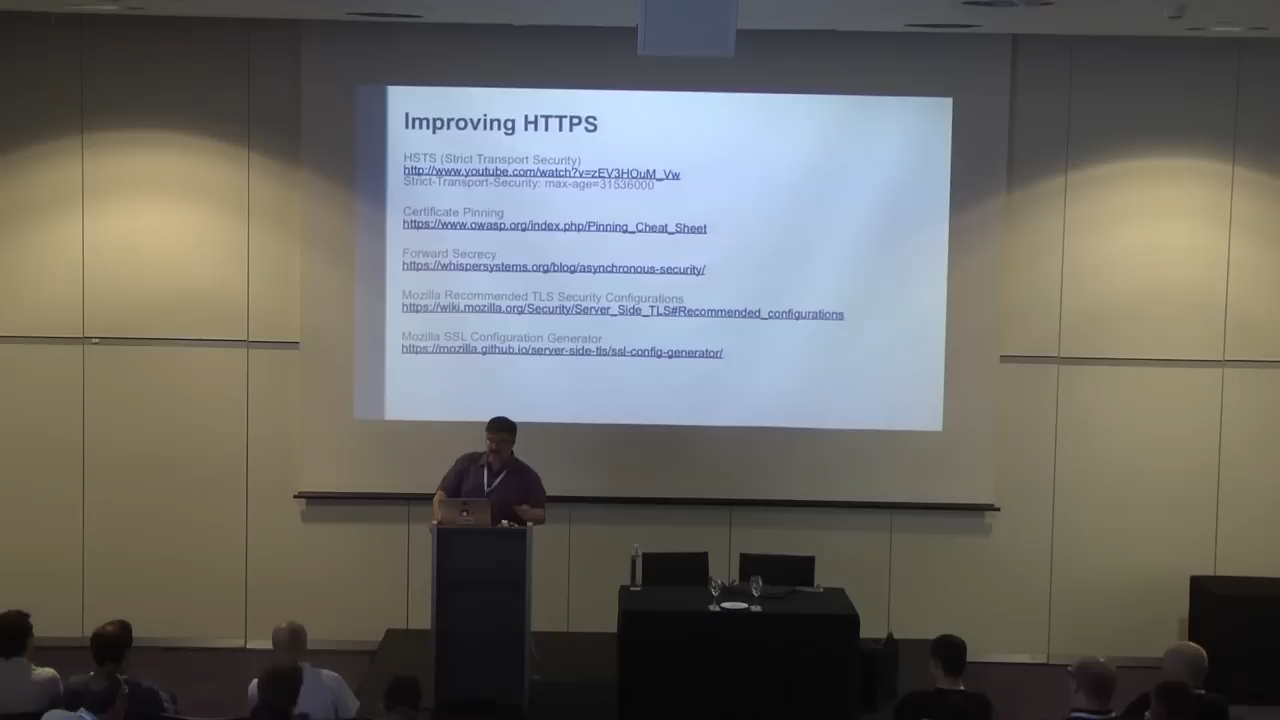 Improving HTTPS
HSTS (Strict Transport Security)
http://www.youtube.com/watch?v=zEV3HOuM_Vw
Strict-Transport-Security: max-age=31536000
Certificate Pinning
https://www.owasp.org/index.php/Pinning_Cheat_Sheet
Forward Secrecy
https://whispersystems.org/blog/asynchronous-security/
Mozilla Recommended TLS Security Configurations
https://wiki.mozilla.org/Security/Server_Side_TLS#Recommended_configurations
Mozilla SSL Configuration Generator
https://mozilla.github.io/server-side-tls/ssl-config-generator/